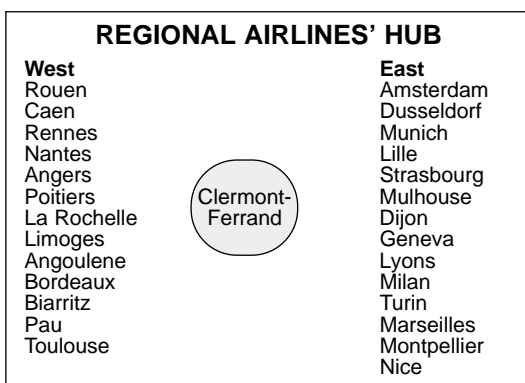 REGIONAL AIRLINES’ HUB
West
Rouen
Caen
Rennes
Nantes
Angers
Poitiers
La Rochelle
Limoges
Angoulene
Bordeaux
Biarritz
Pau
Toulouse
Clermont-
Ferrand
East
Amsterdam
Dusseldorf
Munich
Lille
Strasbourg
Mulhouse
Dijon
Geneva
Lyons
Milan
Turin
Marseilles
Montpellier
Nice